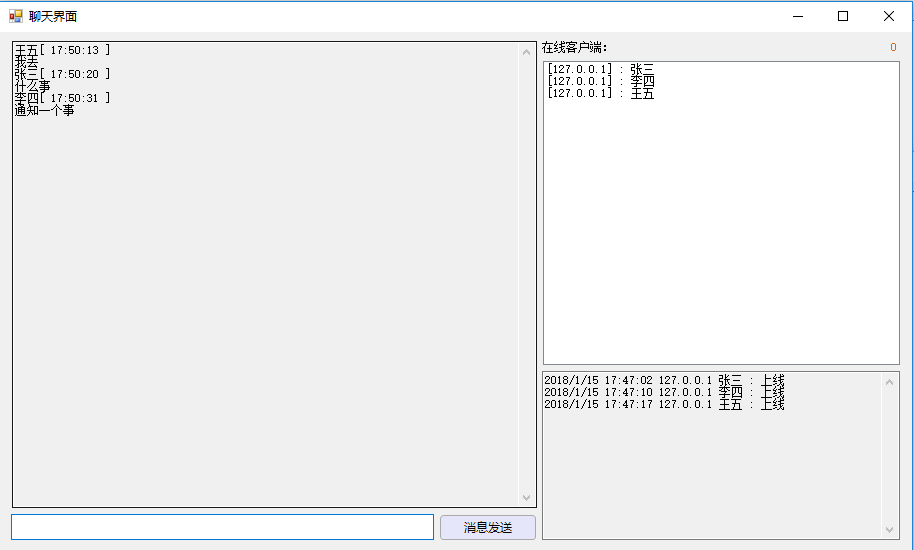 聊天界面
王五[ 17:50:13 ]
我去
张三[ 17:50:20 ]
什么事
李四[ 17:50:31 ]
通知一个事
在线客户端: 0
[127.0.0.1] : 张三
[127.0.0.1] : 李四
[127.0.0.1] : 王五
2018/1/15 17:47:02 127.0.0.1 张三 : 上线
2018/1/15 17:47:10 127.0.0.1 李四 : 上线
2018/1/15 17:47:17 127.0.0.1 王五 : 上线
消息发送